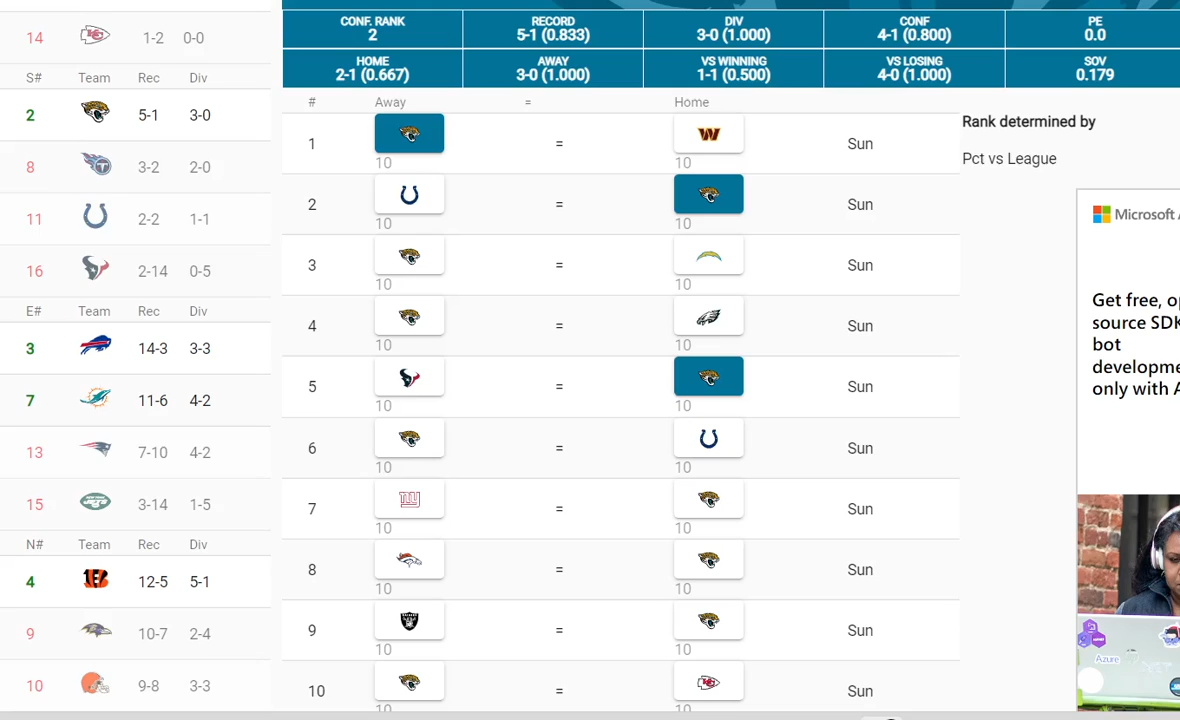 14 1-2 0-0
S# Team Rec Div
2 5-1 3-0
8 3-2 2-0
11 2-2 1-1
16 2-14 0-5
E# Team Rec Div
3 14-3 3-3
7 11-6 4-2
13 7-10 4-2
15 3-14 1-5
N# Team Rec Div
4 12-5 5-1
9 10-7 2-4
10 9-8 3-3
CONF. RANK RECORD DIV CONF PE
2 5-1 (0.833) 3-0 (1.000) 4-1 (0.800) 0.0
HOME AWAY VS WINNING VS LOSING SOV
2-1 (0.667) 3-0 (1.000) 1-1 (0.500) 4-0 (1.000) 0.179
# Away = Home
1 = Sun
10 10
2 = Sun
10 10
3 = Sun
10 10
4 = Sun
10 10
5 = Sun
10 10
6 = Sun
10 10
7 = Sun
10 10
8 = Sun
10 10
9 = Sun
10 10
10 = Sun
10 10
Rank determined by
Pct vs League
Microsoft A
Get free, op
source SDK
bot
developme
only with A
Azure